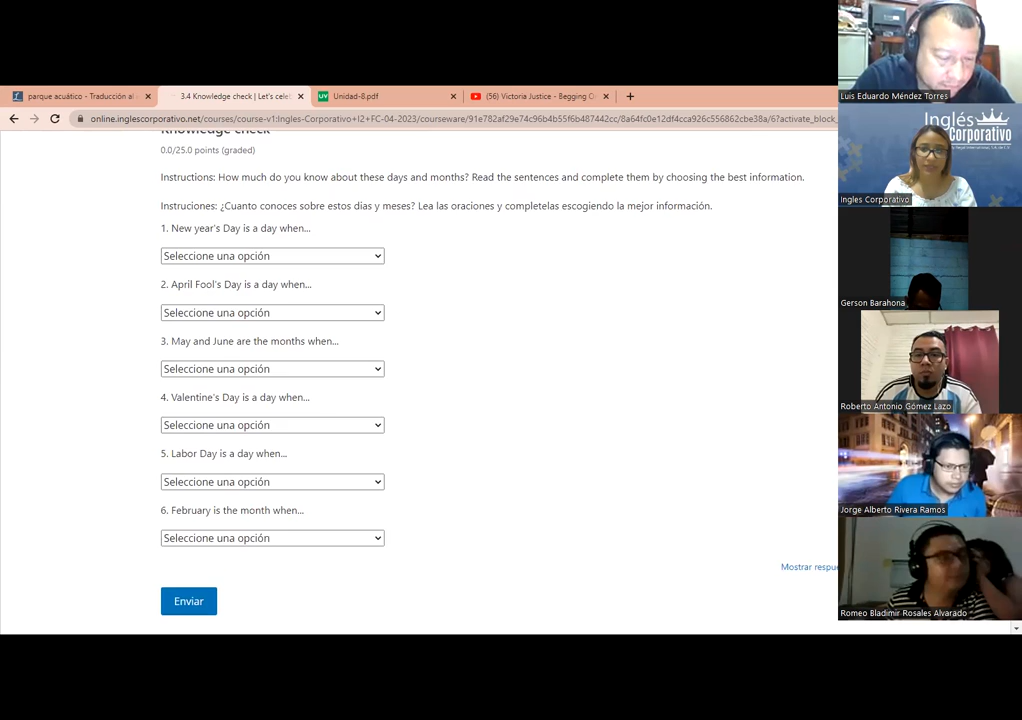 parque acuático - Traducción al
3.4 Knowledge check | Let's cele
Unidad-8.pdf
(56) Victoria Justice - Begging O
online.inglescorporativo.net/courses/course-v1:Ingles-Corporativo+I2+FC-04-2023/courseware/91e782af29e74c96b4b55f6b487442cc/8a64fc0e12df4cca926c556862cbe38a/6?activate_block_
Knowledge check
0.0/25.0 points (graded)
Instructions: How much do you know about these days and months? Read the sentences and complete them by choosing the best information.
Instruciones: ¿Cuanto conoces sobre estos días y meses? Lea las oraciones y completelas escogiendo la mejor información.
1. New year's Day is a day when...
Seleccione una opción
2. April Fool's Day is a day when...
Seleccione una opción
3. May and June are the months when...
Seleccione una opción
4. Valentine's Day is a day when...
Seleccione una opción
5. Labor Day is a day when...
Seleccione una opción
6. February is the month when...
Seleccione una opción
Mostrar respue
Enviar
Luis Eduardo Méndez Torres
Inglés
Corporativo
Ingles Corporativo
Gerson Barahona
Roberto Antonio Gómez Lazo
Jorge Alberto Rivera Ramos
Romeo Bladimir Rosales Alvarado